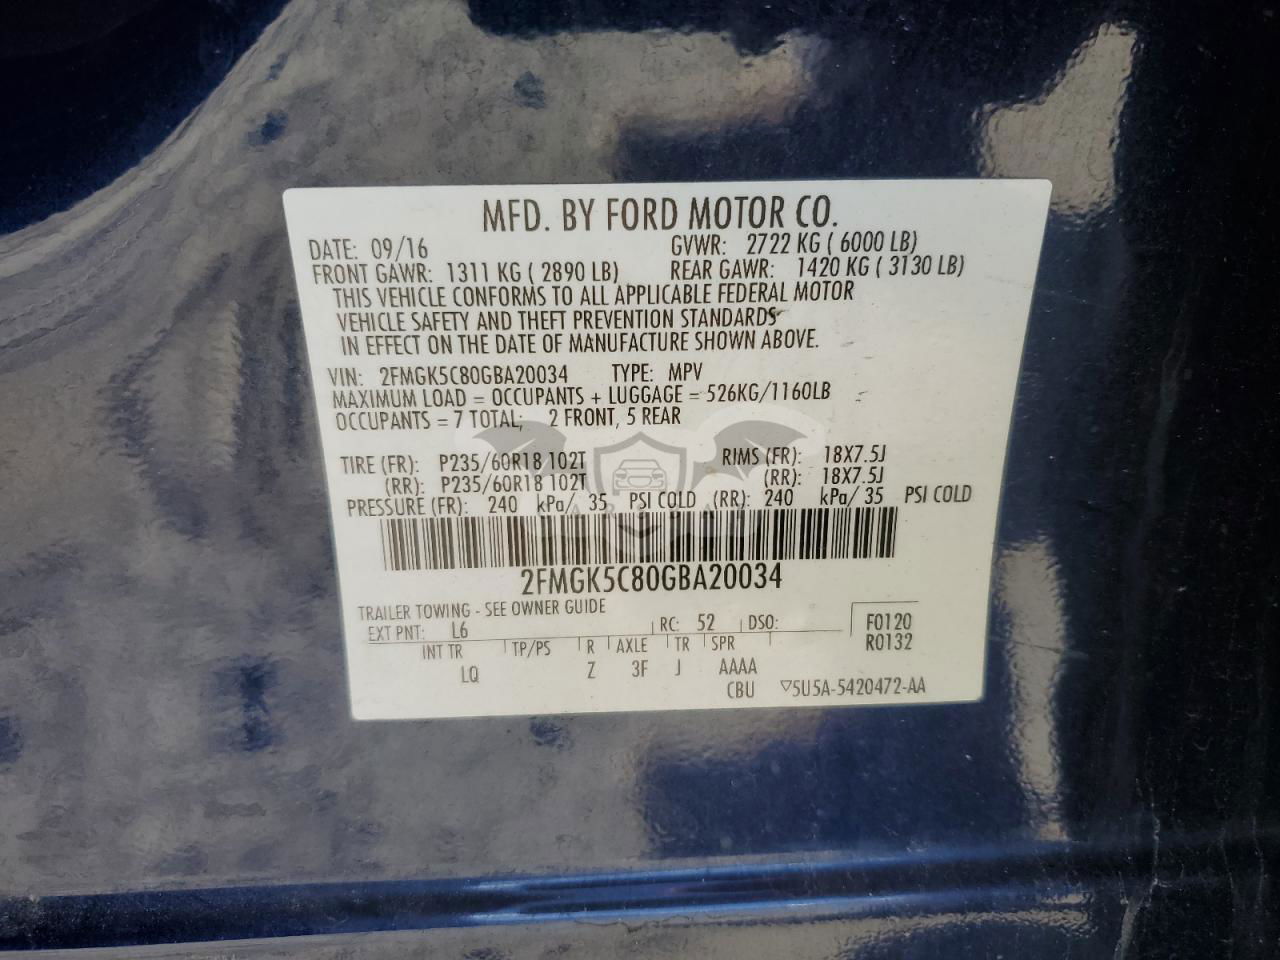 MFD. BY FORD MOTOR CO.
DATE: 09/16 GVWR: 2722 KG ( 6000 LB)
FRONT GAWR: 1311 KG ( 2890 LB) REAR GAWR: 1420 KG ( 3130 LB)
THIS VEHICLE CONFORMS TO ALL APPLICABLE FEDERAL MOTOR
VEHICLE SAFETY AND THEFT PREVENTION STANDARDS
IN EFFECT ON THE DATE OF MANUFACTURE SHOWN ABOVE.
VIN: 2FMGK5C80GBA20034 TYPE: MPV
MAXIMUM LOAD = OCCUPANTS + LUGGAGE = 526KG/1160LB
OCCUPANTS = 7 TOTAL; 2 FRONT, 5 REAR
TIRE (FR): P235/60R18 102T RIMS (FR): 18X7.5J
(RR): P235/60R18 102T (RR): 18X7.5J
PRESSURE (FR): 240 kPa/ 35 PSI COLD (RR): 240 kPa/ 35 PSI COLD
2FMGK5C80GBA20034
TRAILER TOWING - SEE OWNER GUIDE
EXT PNT: L6 RC: 52 DSO: F0120
INT TR TP/PS R AXLE TR SPR R0132
LQ Z 3F J AAAA
CBU ▽5U5A-5420472-AA